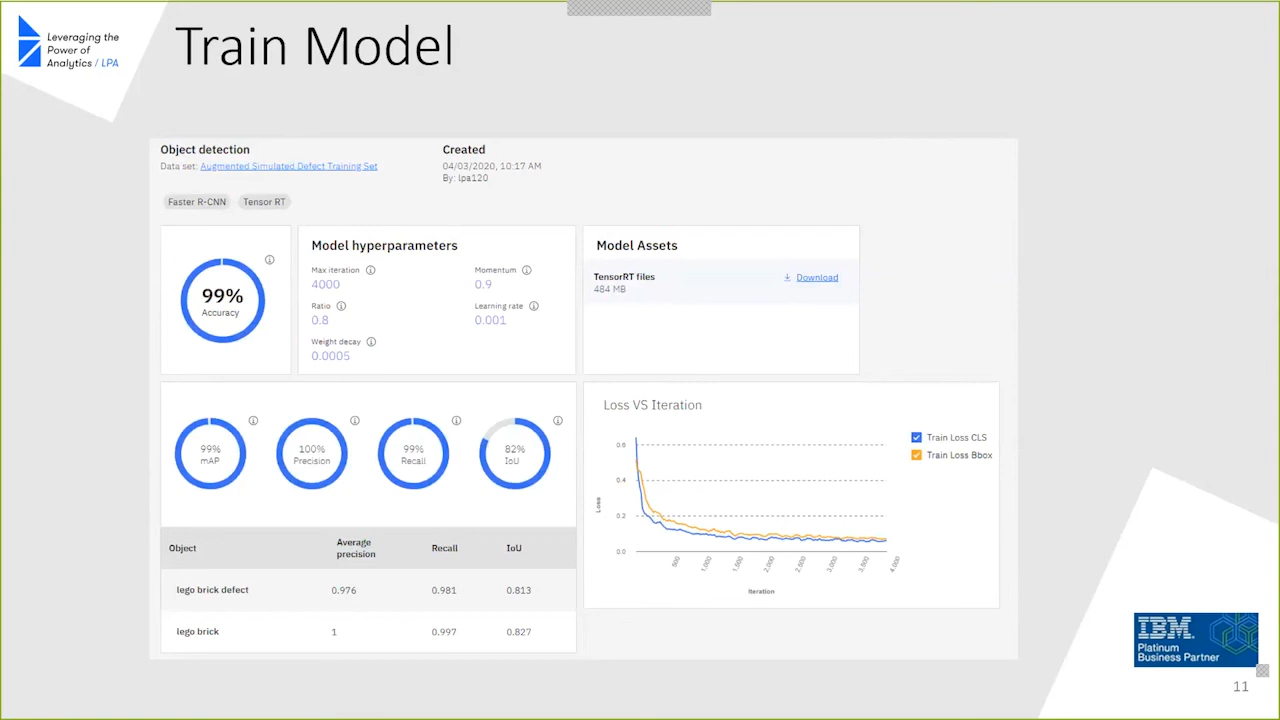 Leveraging the
Power of
Analytics / LPA
Train Model
Object detection
Data set: Augmented Simulated Defect Training Set
Created
04/03/2020, 10:17 AM
By: lpa120
Faster R-CNN
Tensor RT
99%
Accuracy
Model hyperparameters
Max iteration
4000
Momentum
0.9
Ratio
0.8
Learning rate
0.001
Weight decay
0.0005
Model Assets
TensorRT files
484 MB
Download
99%
mAP
100%
Precision
99%
Recall
82%
IoU
Object Average precision Recall IoU
lego brick defect 0.976 0.981 0.813
lego brick 1 0.997 0.827
Loss VS Iteration
Train Loss CLS
Train Loss Bbox
0.6
0.4
0.2
0.0
Loss
500 1,000 1,500 2,000 2,500 3,000 3,500 4,000
Iteration
IBM
Platinum
Business Partner
11